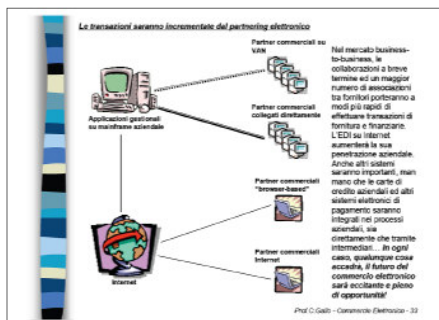 Le transazioni saranno incrementate dal partnering elettronico
Partner commerciali su
VAN
Applicazioni gestionali
su mainframe aziendale
Partner commerciali
collegati direttamente
Partner commerciali
"browser-based"
Partner commerciali
Internet
Internet
Nel mercato business-
to-business, le
collaborazioni a breve
termine ed un maggior
numero di associazioni
tra fornitori porteranno a
modi più rapidi di
effettuare transazioni di
fornitura e finanziarie.
L'EDI su Internet
aumenterà la sua
penetrazione aziendale.
Anche altri sistemi
saranno importanti, man
mano che le carte di
credito aziendali ed altri
sistemi elettronici di
pagamento saranno
integrati nei processi
aziendali, sia
direttamente che tramite
intermediari... In ogni
caso, qualunque cosa
accadrà, il futuro del
commercio elettronico
sarà eccitante e pieno
di opportunità!
Prof. C. Gallo - Commercio Elettronico - 33